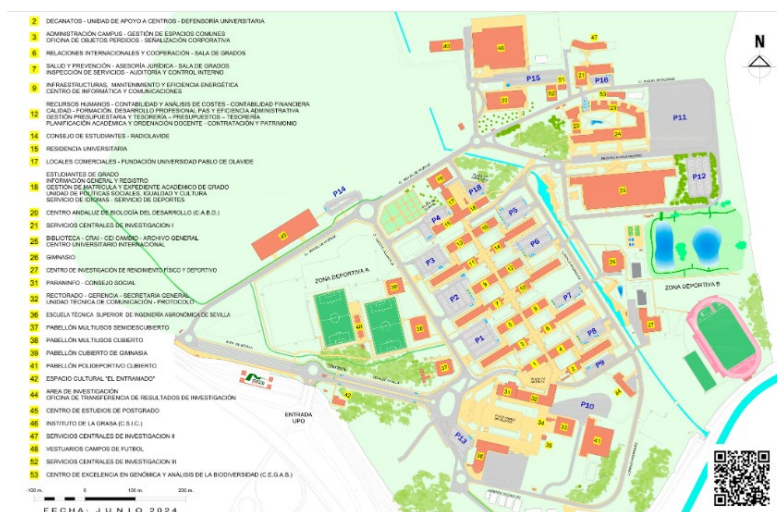 2 DECANATOS - UNIDAD DE APOYO A CENTROS - DEFENSORÍA UNIVERSITARIA
3 ADMINISTRACIÓN CAMPUS - GESTIÓN DE ESPACIOS COMUNES
OFICINA DE OBJETOS PERDIDOS - SEÑALIZACIÓN CORPORATIVA
6 RELACIONES INTERNACIONALES Y COOPERACIÓN - SALA DE GRADOS
7 SALUD Y PREVENCIÓN - ASESORÍA JURÍDICA - SALA DE GRADOS
INSPECCIÓN DE SERVICIOS - AUDITORÍA Y CONTROL INTERNO
9 INFRAESTRUCTURAS, MANTENIMIENTO Y EFICIENCIA ENERGÉTICA
CENTRO DE INFORMÁTICA Y COMUNICACIONES
12 RECURSOS HUMANOS - CONTABILIDAD Y ANÁLISIS DE COSTES - CONTABILIDAD FINANCIERA
CALIDAD - FORMACIÓN, DESARROLLO PROFESIONAL PAS Y EFICIENCIA ADMINISTRATIVA
GESTIÓN PRESUPUESTARIA Y TESORERÍA – PRESUPUESTOS – TESORERÍA
PLANIFICACIÓN ACADÉMICA Y ORDENACIÓN DOCENTE - CONTRATACIÓN Y PATRIMONIO
14 CONSEJO DE ESTUDIANTES - RADIOLAVIDE
15 RESIDENCIA UNIVERSITARIA
17 LOCALES COMERCIALES - FUNDACIÓN UNIVERSIDAD PABLO DE OLAVIDE
18 ESTUDIANTES DE GRADO
INFORMACIÓN GENERAL Y REGISTRO
GESTIÓN DE MATRÍCULA Y EXPEDIENTE ACADÉMICO DE GRADO
UNIDAD DE POLÍTICAS SOCIALES, IGUALDAD Y CULTURA
SERVICIO DE IDIOMAS - SERVICIO DE DEPORTES
20 CENTRO ANDALUZ DE BIOLOGÍA DEL DESARROLLO (C.A.B.D.)
21 SERVICIOS CENTRALES DE INVESTIGACIÓN I
25 BIBLIOTECA - CRAI - CEI CAMBIO - ARCHIVO GENERAL
CENTRO UNIVERSITARIO INTERNACIONAL
26 GIMNASIO
27 CENTRO DE INVESTIGACIÓN DE RENDIMIENTO FÍSICO Y DEPORTIVO
31 PARANINFO - CONSEJO SOCIAL
32 RECTORADO - GERENCIA - SECRETARÍA GENERAL
UNIDAD TÉCNICA DE COMUNICACIÓN - PROTOCOLO
36 ESCUELA TÉCNICA SUPERIOR DE INGENIERÍA AGRONÓMICA DE SEVILLA
37 PABELLÓN MULTIUSOS SEMIDESCUBIERTO
38 PABELLÓN MULTIUSOS CUBIERTO
39 PABELLÓN CUBIERTO DE GIMNASIA
41 PABELLÓN POLIDEPORTIVO CUBIERTO
42 ESPACIO CULTURAL "EL ENTRAMADO"
44 ÁREA DE INVESTIGACIÓN
OFICINA DE TRANSFERENCIA DE RESULTADOS DE INVESTIGACIÓN
45 CENTRO DE ESTUDIOS DE POSTGRADO
46 INSTITUTO DE LA GRASA (C.S.I.C.)
47 SERVICIOS CENTRALES DE INVESTIGACIÓN II
48 VESTUARIOS CAMPOS DE FUTBOL
52 SERVICIOS CENTRALES DE INVESTIGACIÓN III
53 CENTRO DE EXCELENCIA EN GENÓMICA Y ANÁLISIS DE LA BIODIVERSIDAD (C.E.G.A.B.)
-100 m. 0 100 m. 200 m.
FECHA: JUNIO 2024
N
47
P15
P16
P11
P12
P14
P18
P4
P5
P3
P6
P2
P7
P1
P8
P9
P10
P13
ZONA DEPORTIVA A
ZONA DEPORTIVA B
ENTRADA
UPO